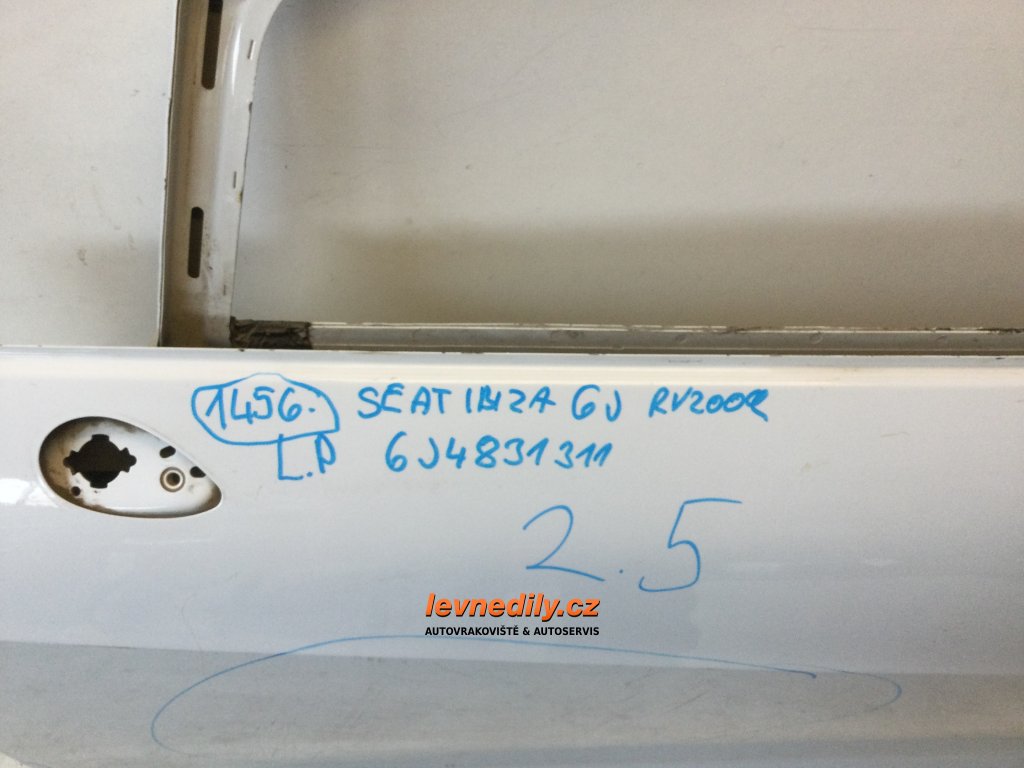 1456. SEAT IBIZA 6J RV2008
L.P 6J4831311
2.5
levnedily.cz
AUTOVRAKOVIŠTĚ & AUTOSERVIS